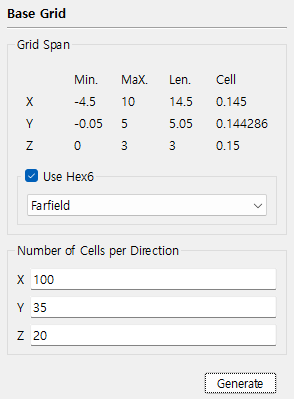 Base Grid
Grid Span
Min. MaX. Len. Cell
X -4.5 10 14.5 0.145
Y -0.05 5 5.05 0.144286
Z 0 3 3 0.15
Use Hex6
Farfield
Number of Cells per Direction
X 100
Y 35
Z 20
Generate